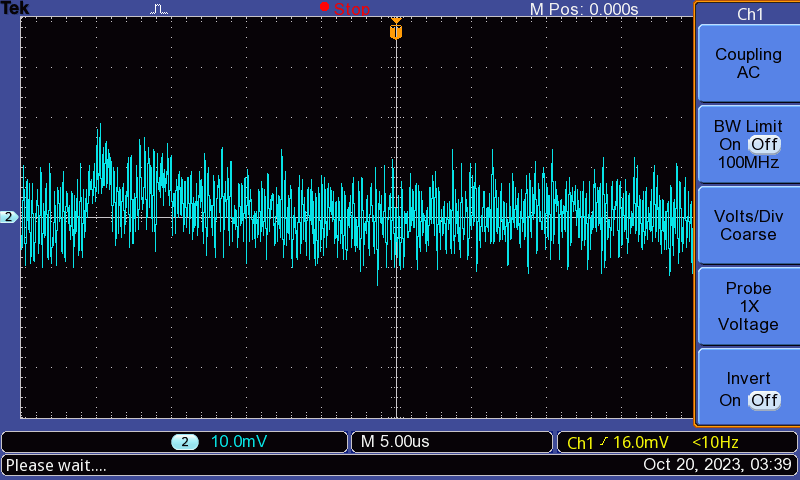 Tek Stop M Pos: 0.000s
T
2
Ch1
Coupling
AC
BW Limit
On Off
100MHz
Volts/Div
Coarse
Probe
1X
Voltage
Invert
On Off
2 10.0mV M 5.00us Ch1 16.0mV <10Hz
Please wait.... Oct 20, 2023, 03:39